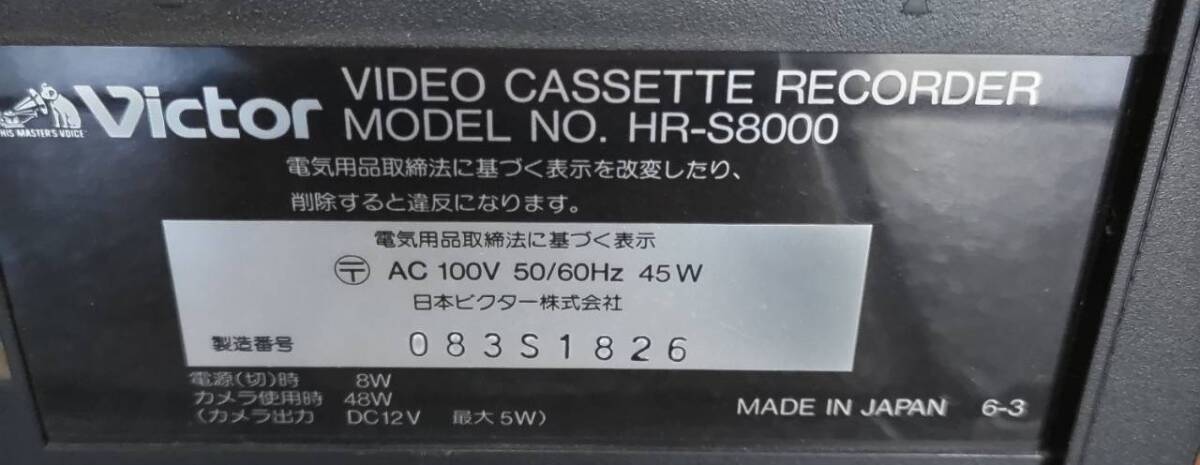 HIS MASTER'S VOICE
Victor
VIDEO CASSETTE RECORDER
MODEL NO. HR-S8000
電気用品取締法に基づく表示を改変したり、
削除すると違反になります。
電気用品取締法に基づく表示
〶 AC 100V 50/60Hz 45W
日本ビクター株式会社
製造番号 083S1826
電源(切)時 8W
カメラ使用時 48W
(カメラ出力 DC12V 最大5W)
MADE IN JAPAN 6-3